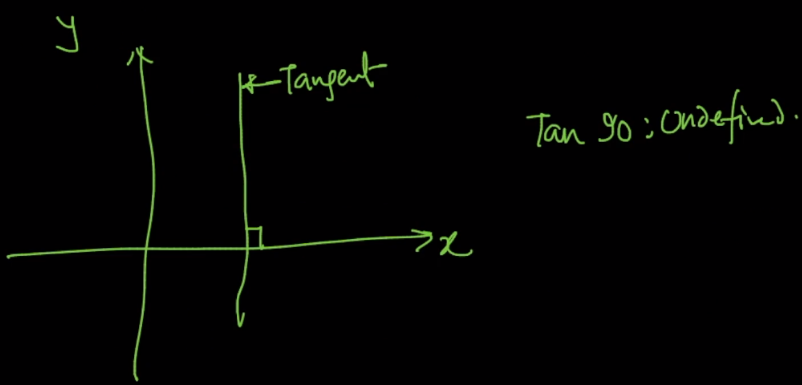 y
Tangent
Tan 90 : Undefined.
x